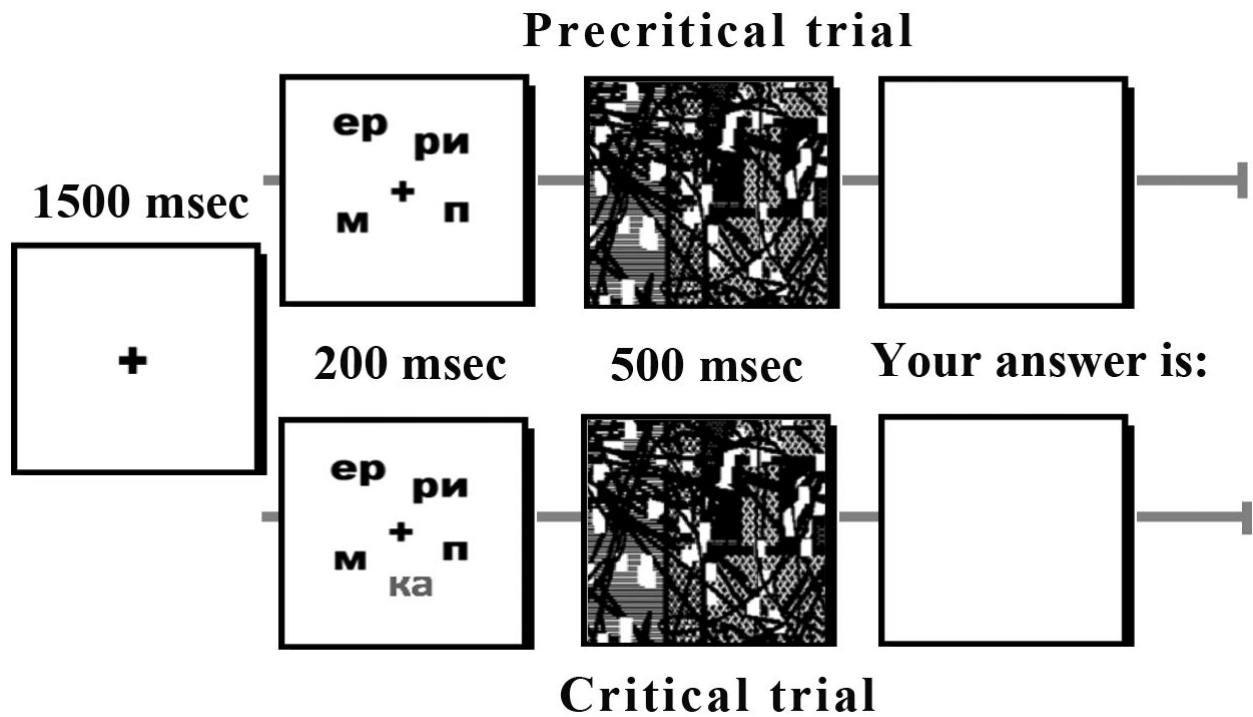 Precritical trial
ер ри
+
м п
1500 msec
+
200 msec 500 msec Your answer is:
ер ри
+
м п
ка
Critical trial